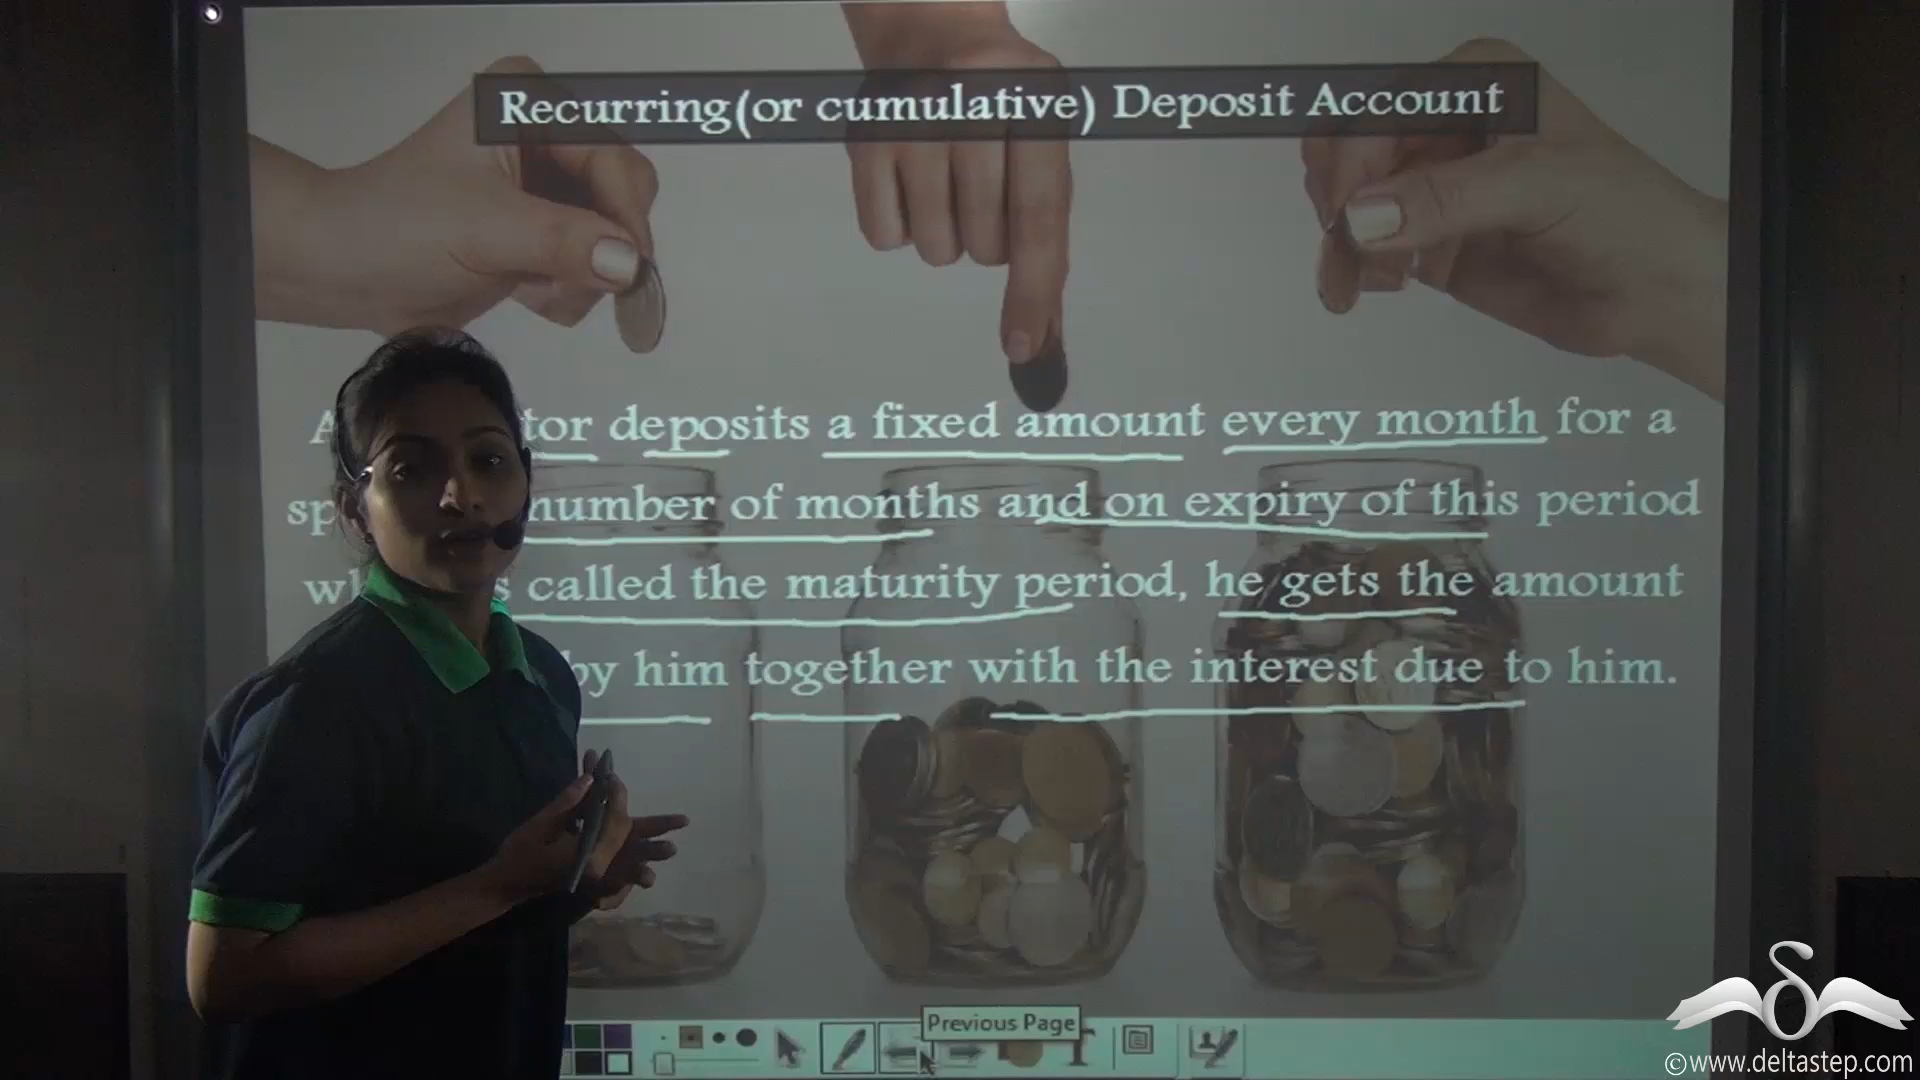 Recurring(or cumulative) Deposit Account
deposits a fixed amount every month for a
number of months and on expiry of this period
called the maturity period, he gets the amount
by him together with the interest due to him.
Previous Page
©www.deltastep.com